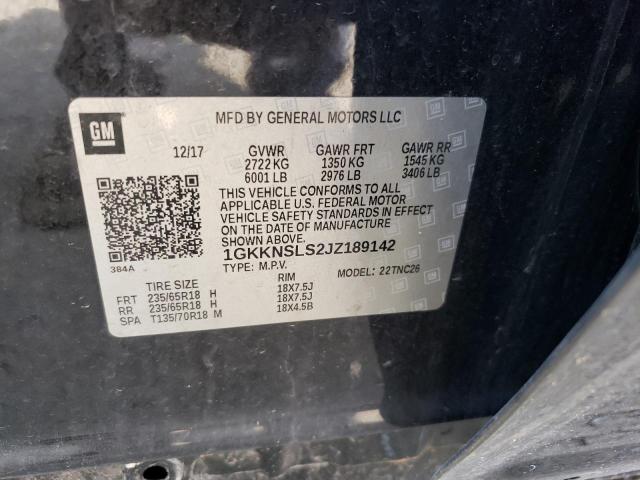 GM
MFD BY GENERAL MOTORS LLC
12/17 GVWR GAWR FRT GAWR RR
2722 KG 1350 KG 1545 KG
6001 LB 2976 LB 3406 LB
THIS VEHICLE CONFORMS TO ALL
APPLICABLE U.S. FEDERAL MOTOR
VEHICLE SAFETY STANDARDS IN EFFECT
ON THE DATE OF MANUFACTURE
SHOWN ABOVE.
1GKKNSLS2JZ189142
384A
TYPE: M.P.V. MODEL: 22TNC26
TIRE SIZE RIM
FRT 235/65R18 H 18X7.5J
RR 235/65R18 H 18X7.5J
SPA T135/70R18 M 18X4.5B